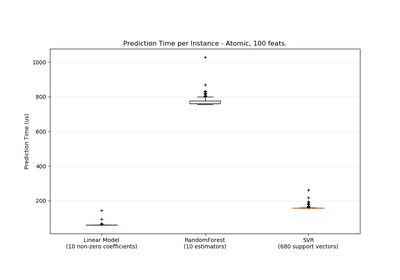 Prediction Time per Instance - Atomic, 100 feats.
Prediction Time (us)
1000
800
600
400
200
Linear Model
(10 non-zero coefficients)
RandomForest
(10 estimators)
SVR
(680 support vectors)